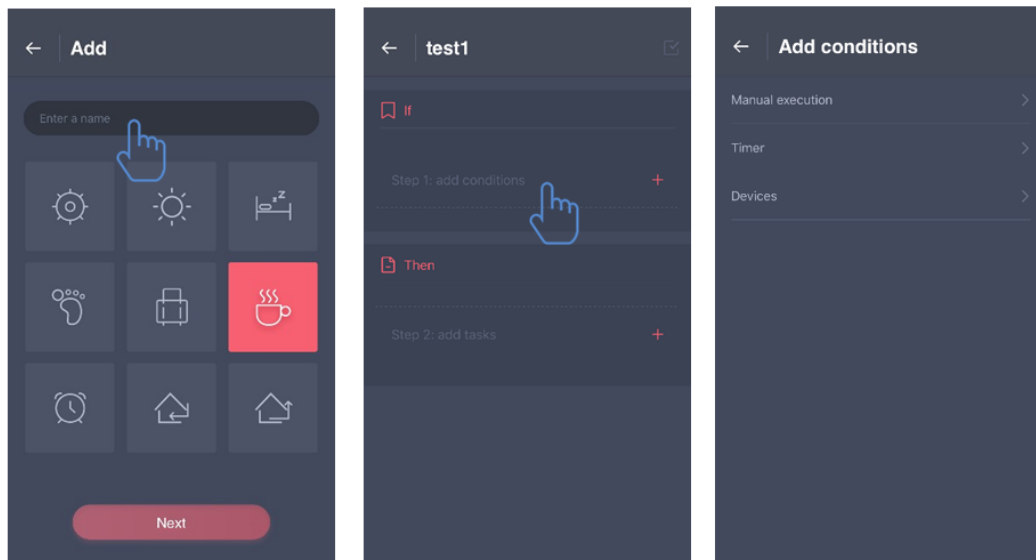 Add
Enter a name
z z
Next
test1
If
Step 1: add conditions
+
Then
Step 2: add tasks
+
Add conditions
Manual execution
Timer
Devices